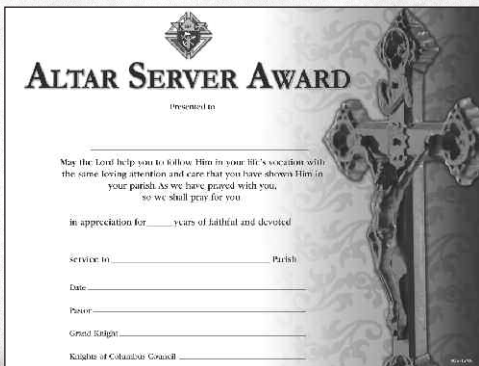 ALTAR SERVER AWARD
Presented to
May the Lord help you to follow Him in your life's vocation with
the same loving attention and care that you have shown Him in
your parish. As we have prayed with you,
so we shall pray for you
in appreciation for years of faithful and devoted
service to Parish
Date
Pastor
Grand Knight
Knights of Columbus Council